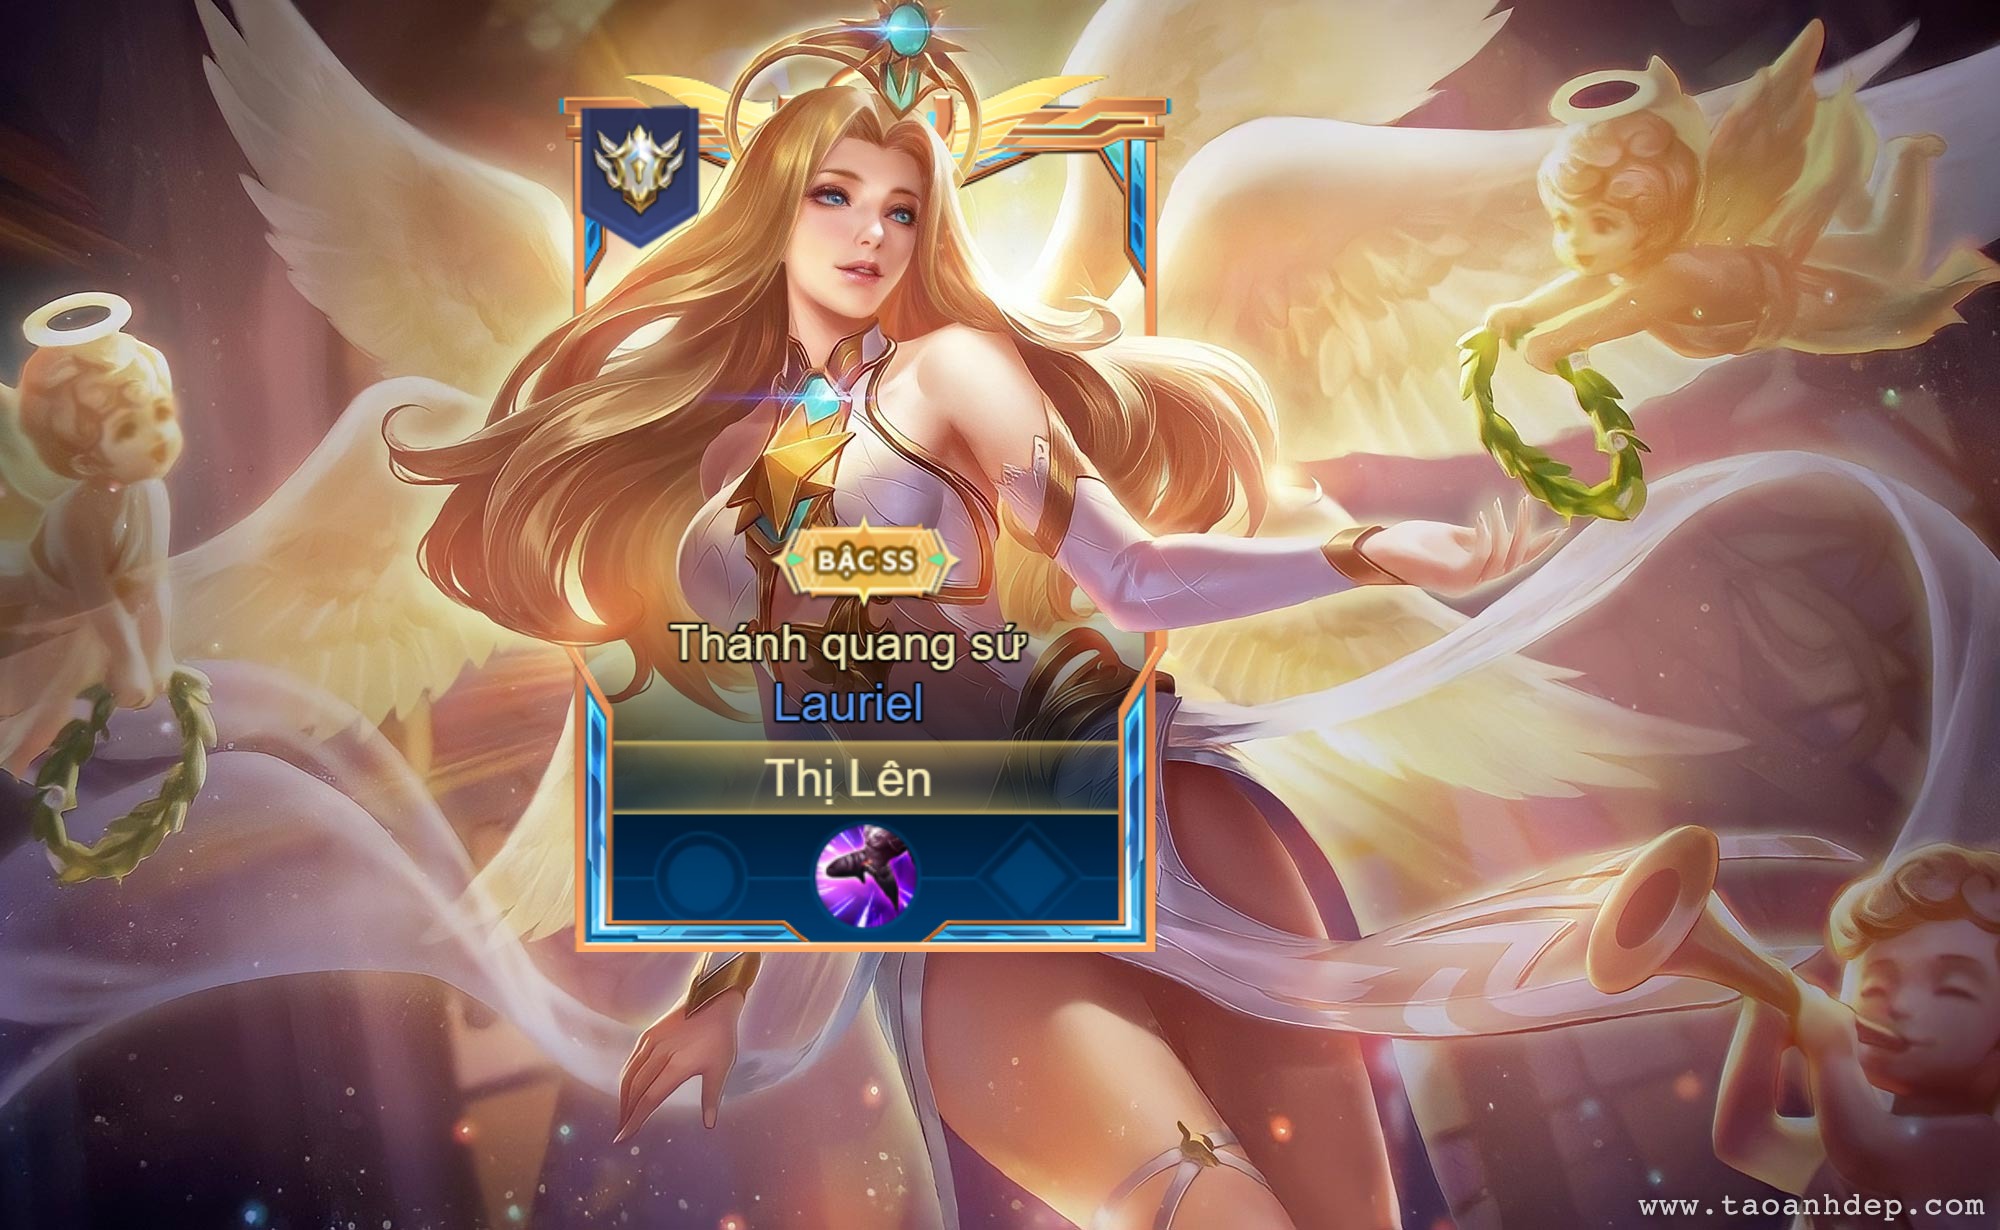 BẬC SS
Thánh quang sứ
Lauriel
Thị Lên
www.taoanhdep.com